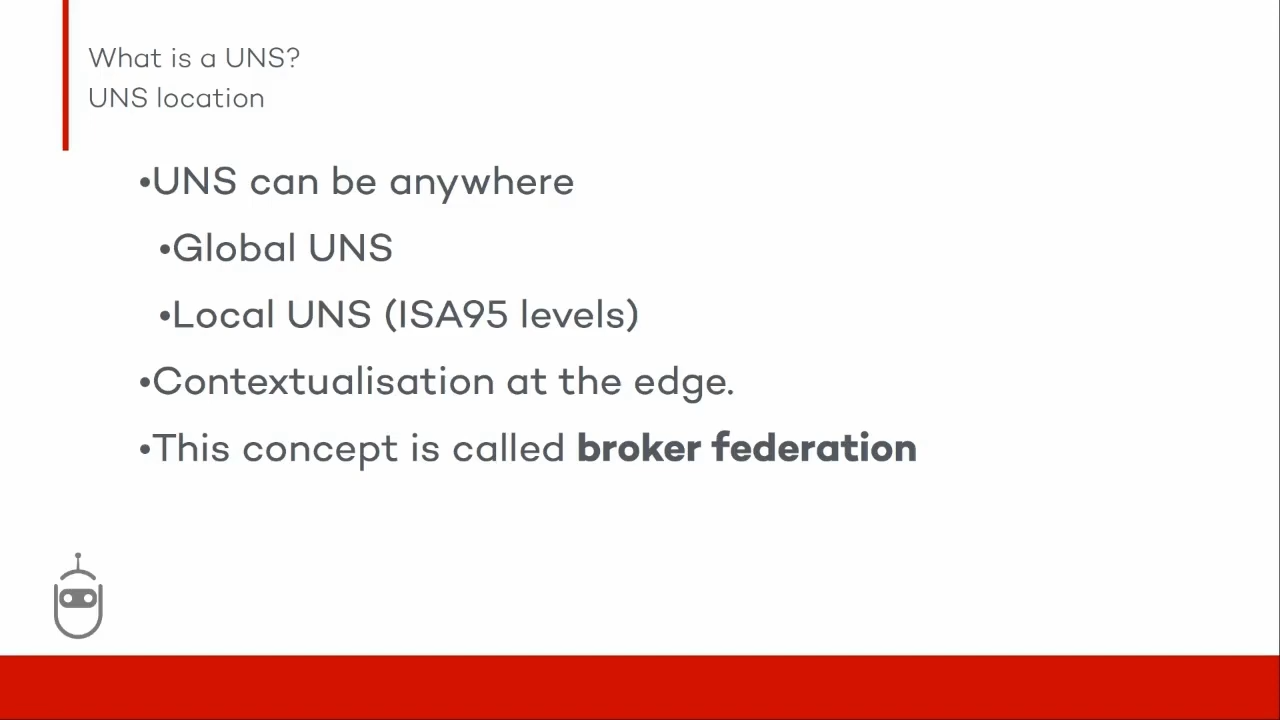 What is a UNS?
UNS location
•UNS can be anywhere
•Global UNS
•Local UNS (ISA95 levels)
•Contextualisation at the edge.
•This concept is called broker federation